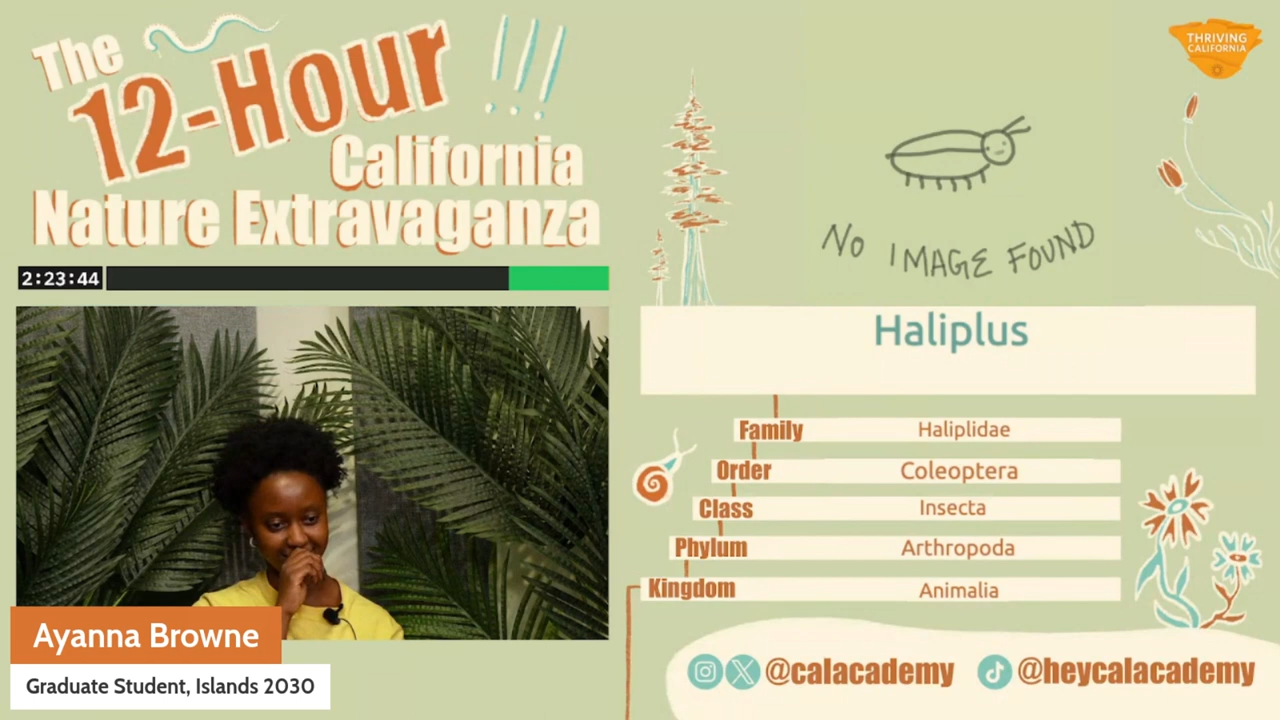 The
12-Hour !!!
California
Nature Extravaganza
2:23:44
Ayanna Browne
Graduate Student, Islands 2030
THRIVING
CALIFORNIA
NO IMAGE FOUND
Haliplus
Family Haliplidae
Order Coleoptera
Class Insecta
Phylum Arthropoda
Kingdom Animalia
@calacademy @heycalacademy